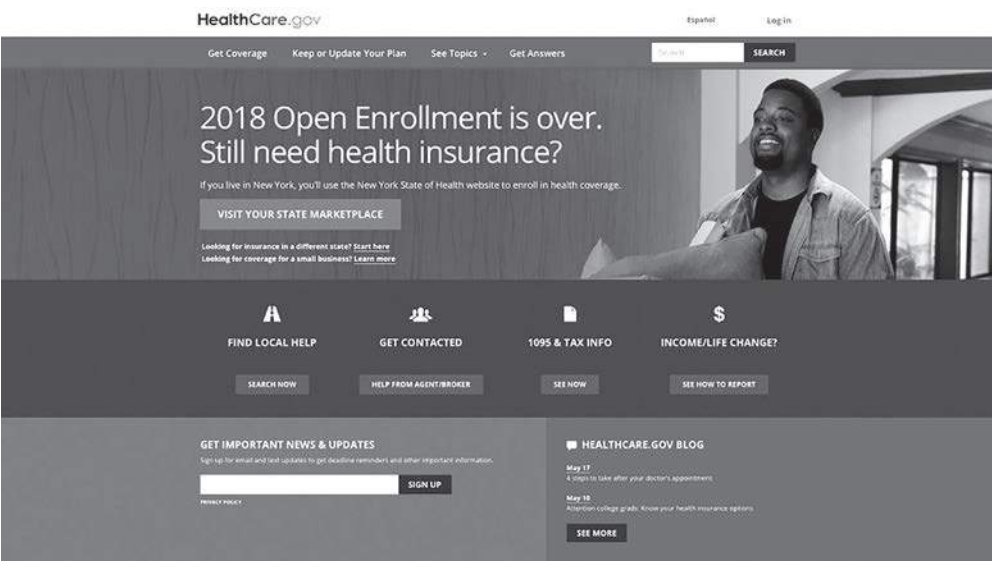 HealthCare.gov
Español
Log in
Get Coverage
Keep or Update Your Plan
See Topics
Get Answers
Search
SEARCH
2018 Open Enrollment is over.
Still need health insurance?
If you live in New York, you'll use the New York State of Health website to enroll in health coverage.
VISIT YOUR STATE MARKETPLACE
Looking for insurance in a different state? Start here
Looking for coverage for a small business? Learn more
FIND LOCAL HELP
GET CONTACTED
1095 & TAX INFO
INCOME/LIFE CHANGE?
SEARCH NOW
HELP FROM AGENT/BROKER
SEE NOW
SEE HOW TO REPORT
GET IMPORTANT NEWS & UPDATES
Sign up for email and text updates to get deadline reminders and other important information.
SIGN UP
PRIVACY POLICY
HEALTHCARE.GOV BLOG
May 17
4 steps to take after your doctor's appointment
May 10
Attention college grads: Know your health insurance options
SEE MORE